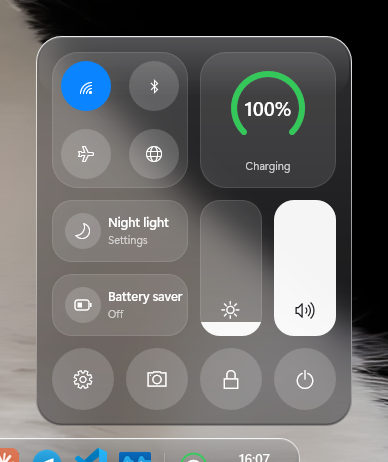 100%
Charging
Night light
Settings
Battery saver
Off
16:07